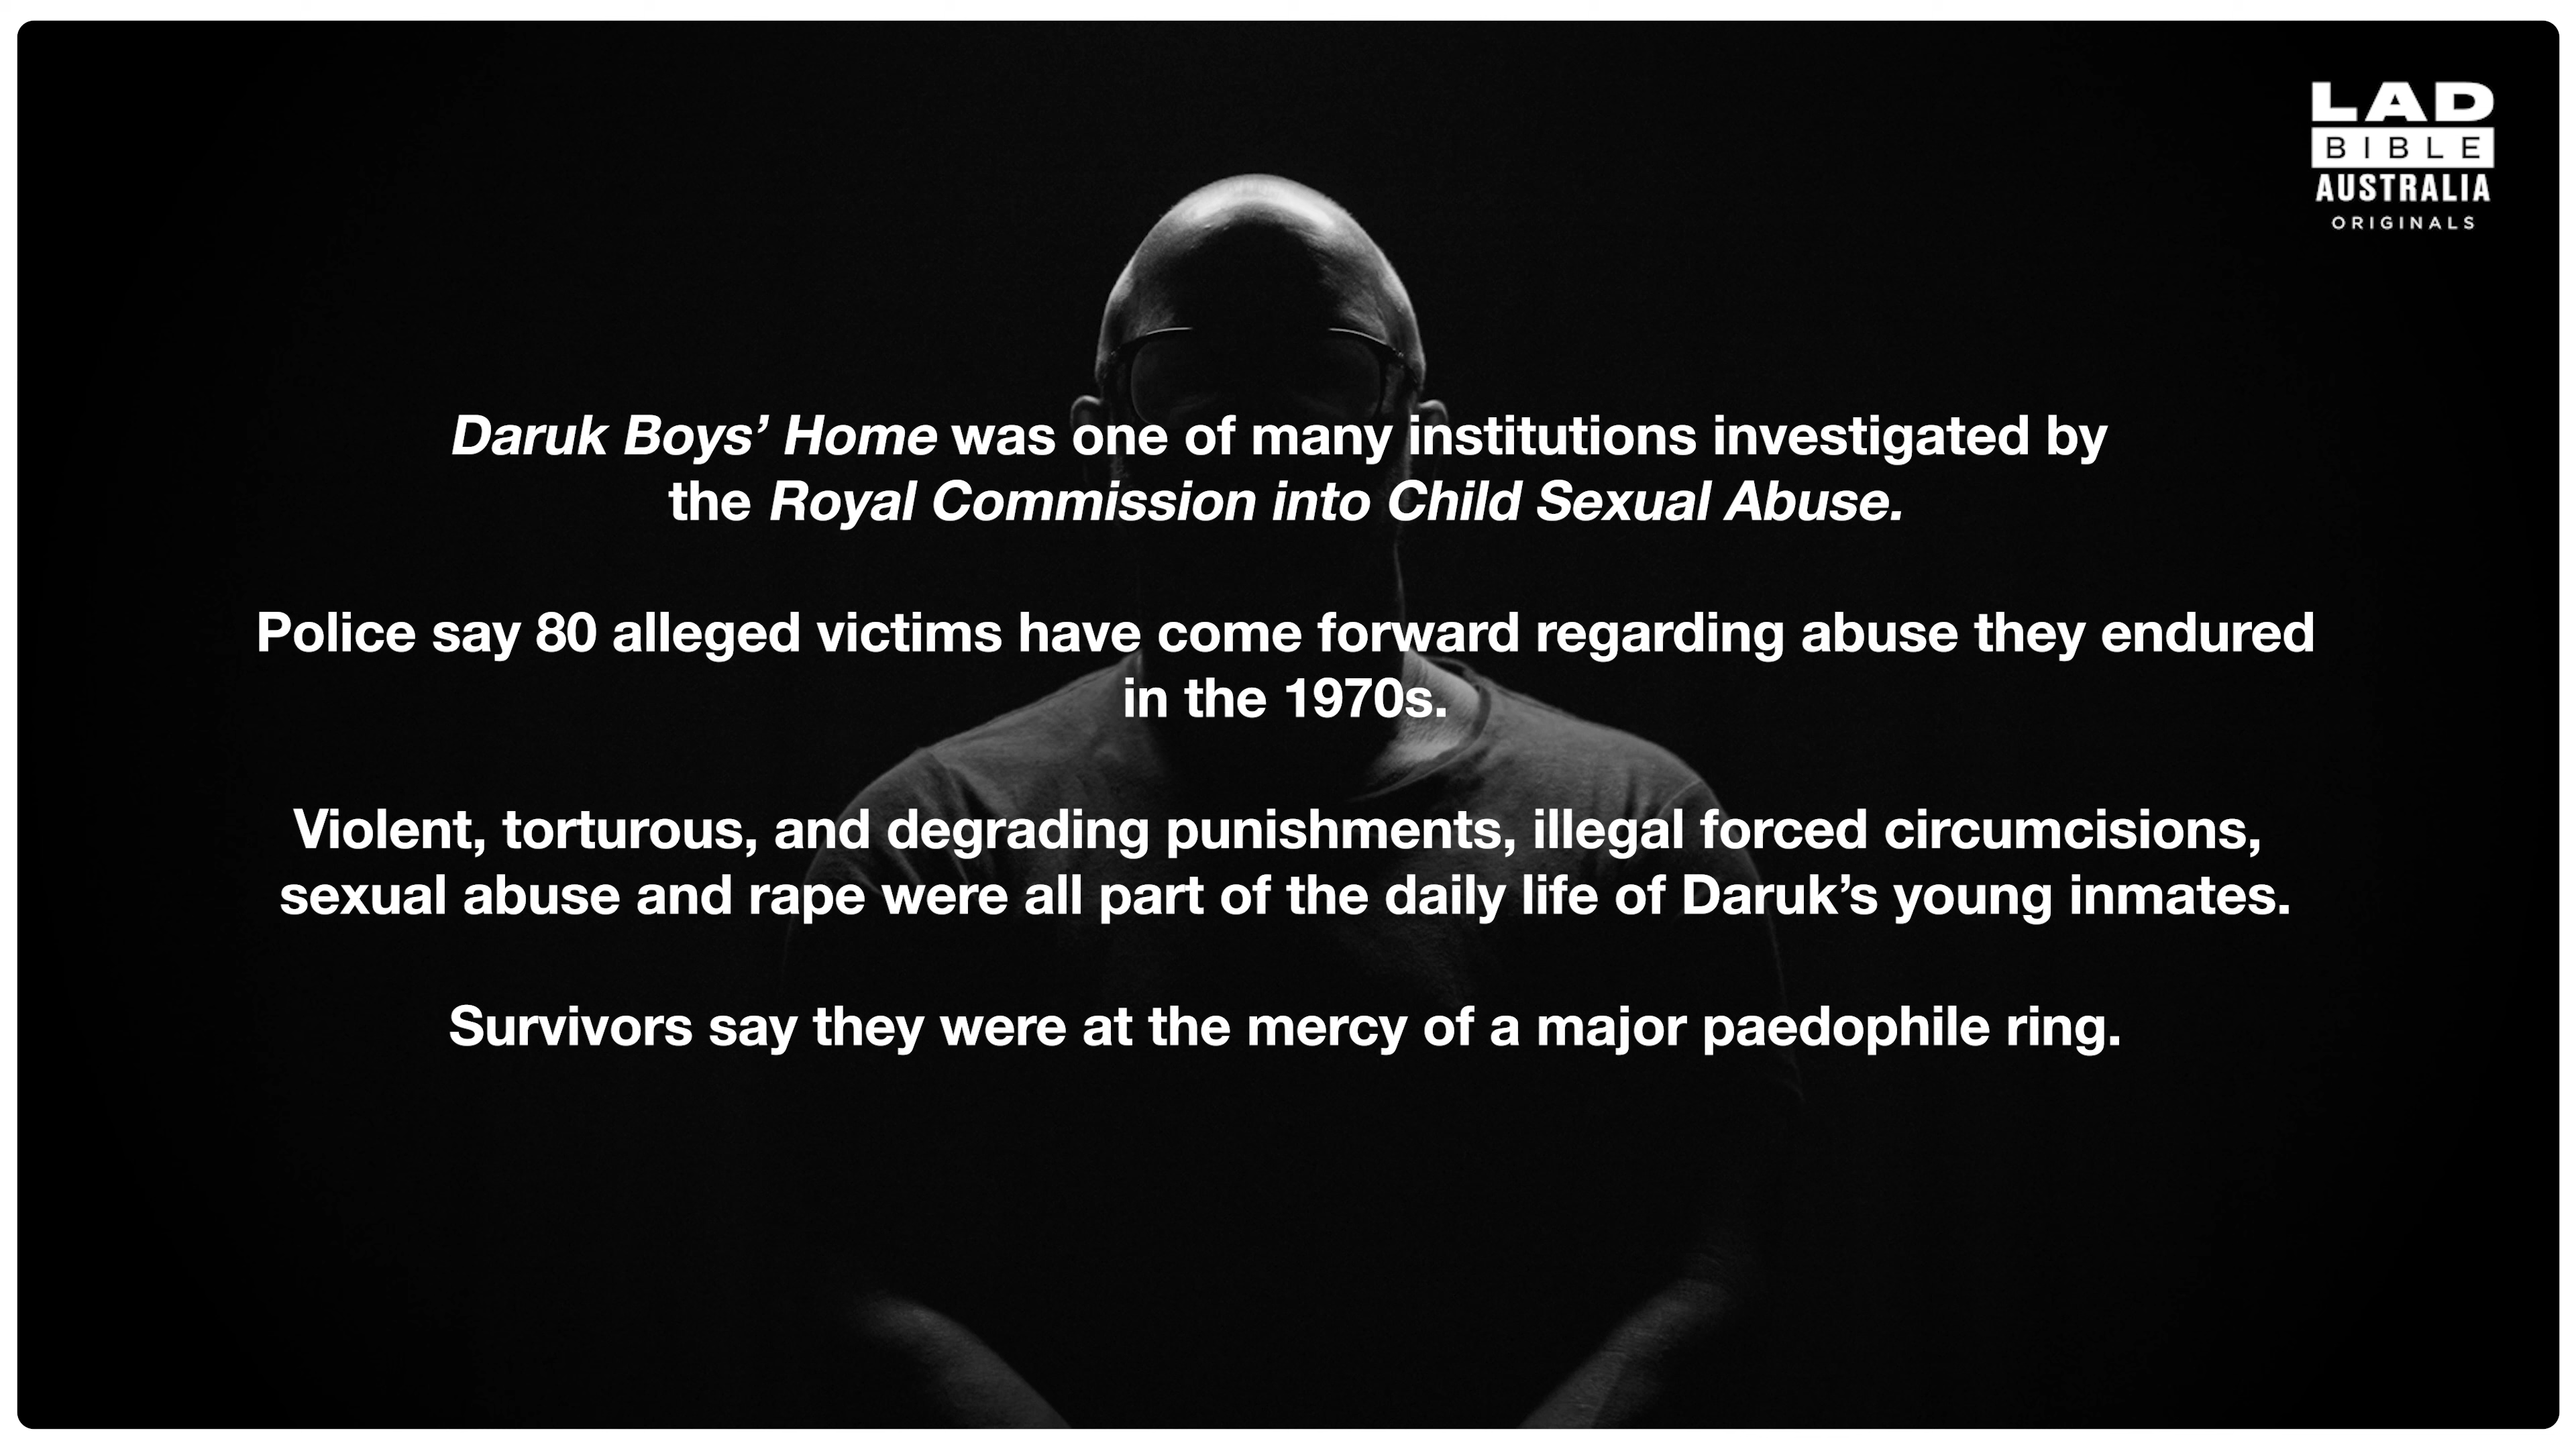 LAD
BIBLE
AUSTRALIA
ORIGINALS
Daruk Boys’ Home was one of many institutions investigated by
the Royal Commission into Child Sexual Abuse.
Police say 80 alleged victims have come forward regarding abuse they endured
in the 1970s.
Violent, torturous, and degrading punishments, illegal forced circumcisions,
sexual abuse and rape were all part of the daily life of Daruk’s young inmates.
Survivors say they were at the mercy of a major paedophile ring.